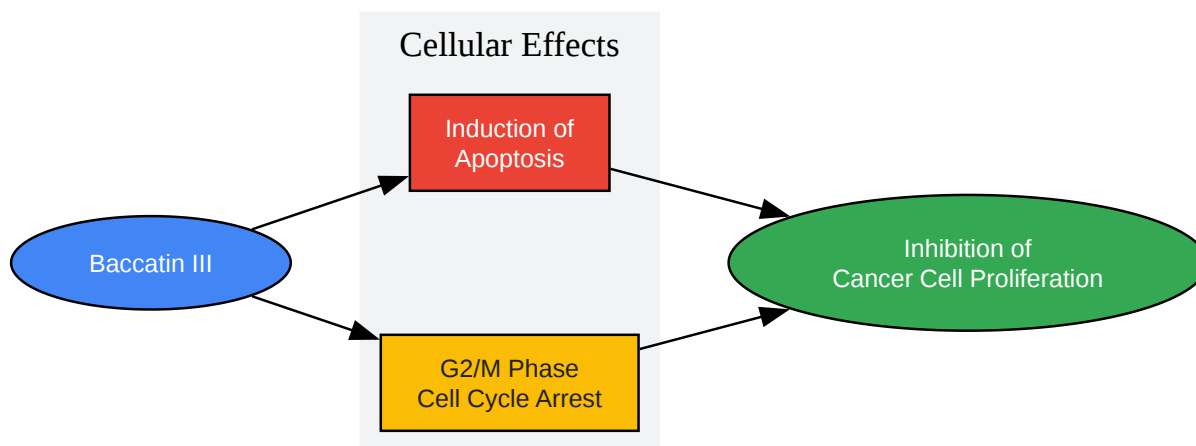 Cellular Effects
Induction of
Apoptosis
Baccatin III
Inhibition of
Cancer Cell Proliferation
G2/M Phase
Cell Cycle Arrest